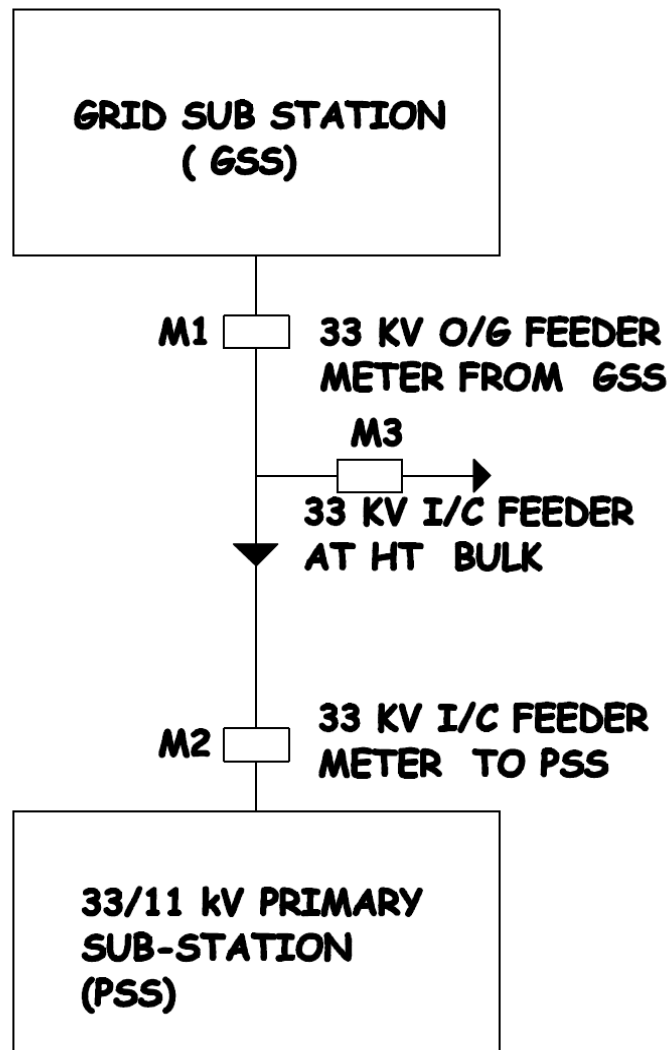 GRID SUB STATION
( GSS)
M1
33 KV O/G FEEDER
METER FROM GSS
M3
33 KV I/C FEEDER
AT HT BULK
M2
33 KV I/C FEEDER
METER TO PSS
33/11 kV PRIMARY
SUB-STATION
(PSS)